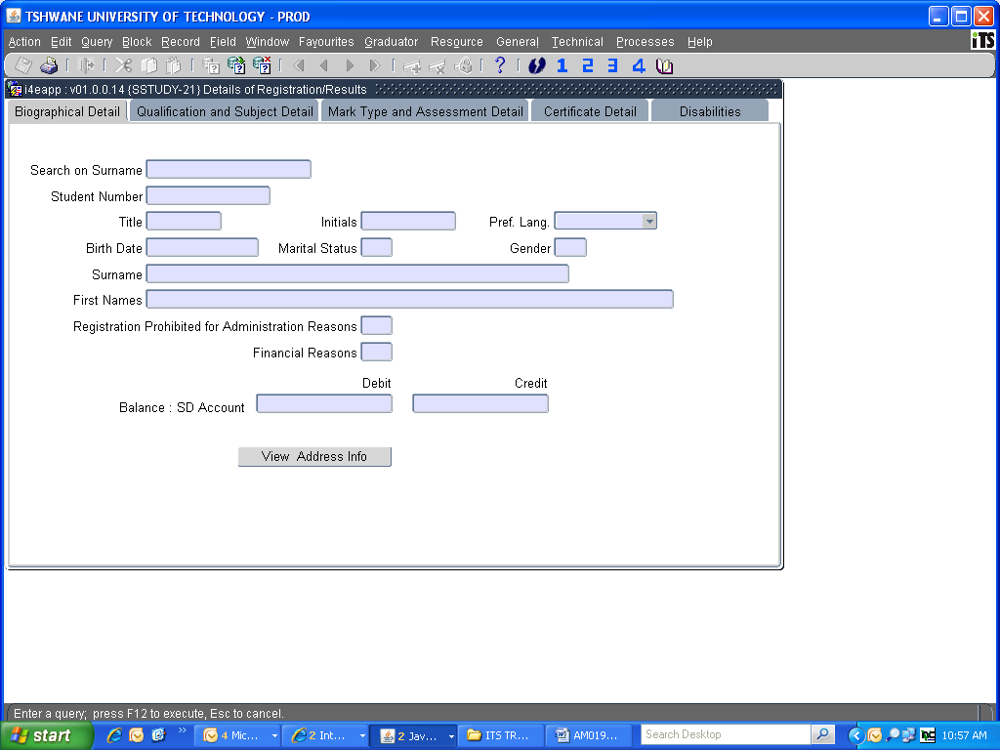 TSHWANE UNIVERSITY OF TECHNOLOGY - PROD
Action Edit Query Block Record Field Window Favourites Graduator Resource General Technical Processes Help
iTS
? 1 2 3 4
i4eapp : v01.0.0.14 {SSTUDY-21} Details of Registration/Results
Biographical Detail Qualification and Subject Detail Mark Type and Assessment Detail Certificate Detail Disabilities
Search on Surname
Student Number
Title Initials Pref. Lang.
Birth Date Marital Status Gender
Surname
First Names
Registration Prohibited for Administration Reasons
Financial Reasons
Debit Credit
Balance : SD Account
View Address Info
Enter a query; press F12 to execute, Esc to cancel.
start 4 Mic... 2 Int... 2 Jav... ITS TR... AM019... Search Desktop 10:57 AM